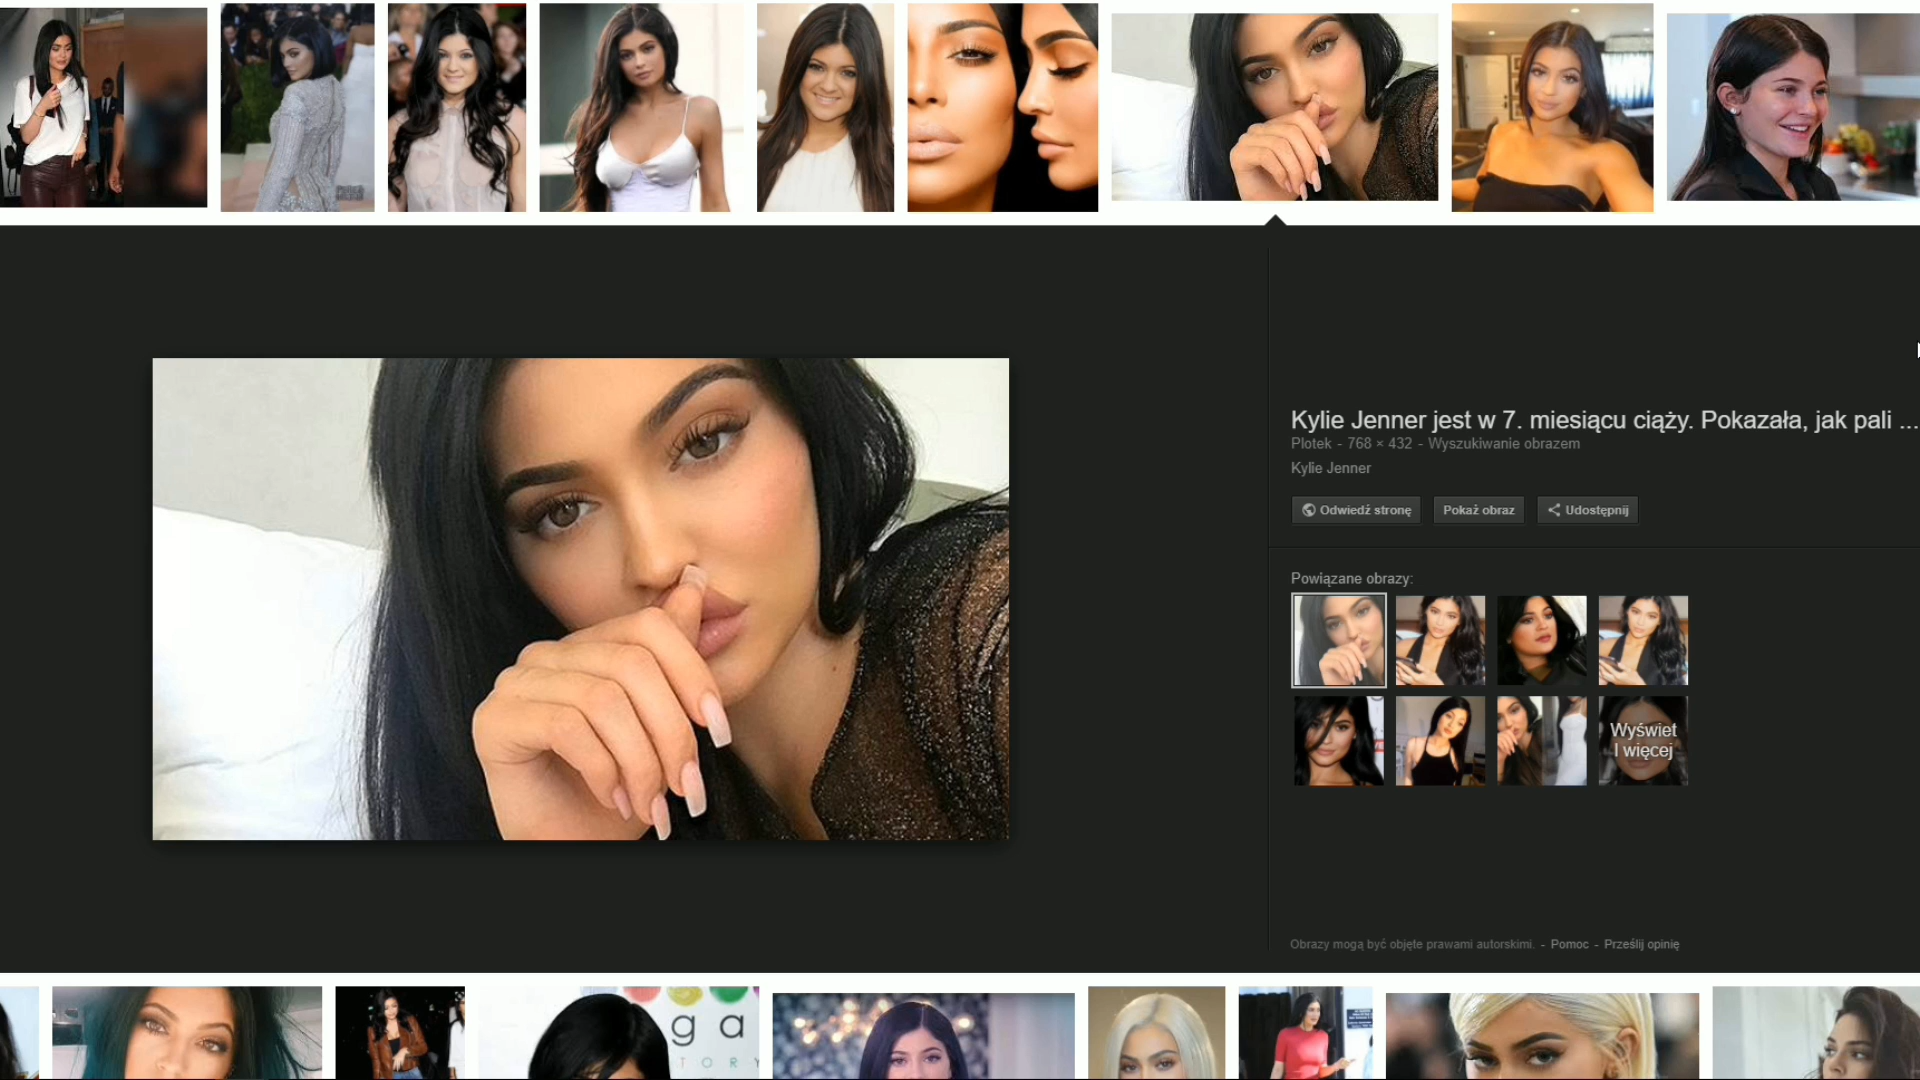 Kylie Jenner jest w 7. miesiącu ciąży. Pokazała, jak pali ...
Plotek - 768 × 432 - Wyszukiwanie obrazem
Kylie Jenner
Odwiedź stronę
Pokaż obraz
Udostępnij
Powiązane obrazy:
Wyświet
l więcej
Obrazy mogą być objęte prawami autorskimi. - Pomoc - Prześlij opinię
g a
T O R Y